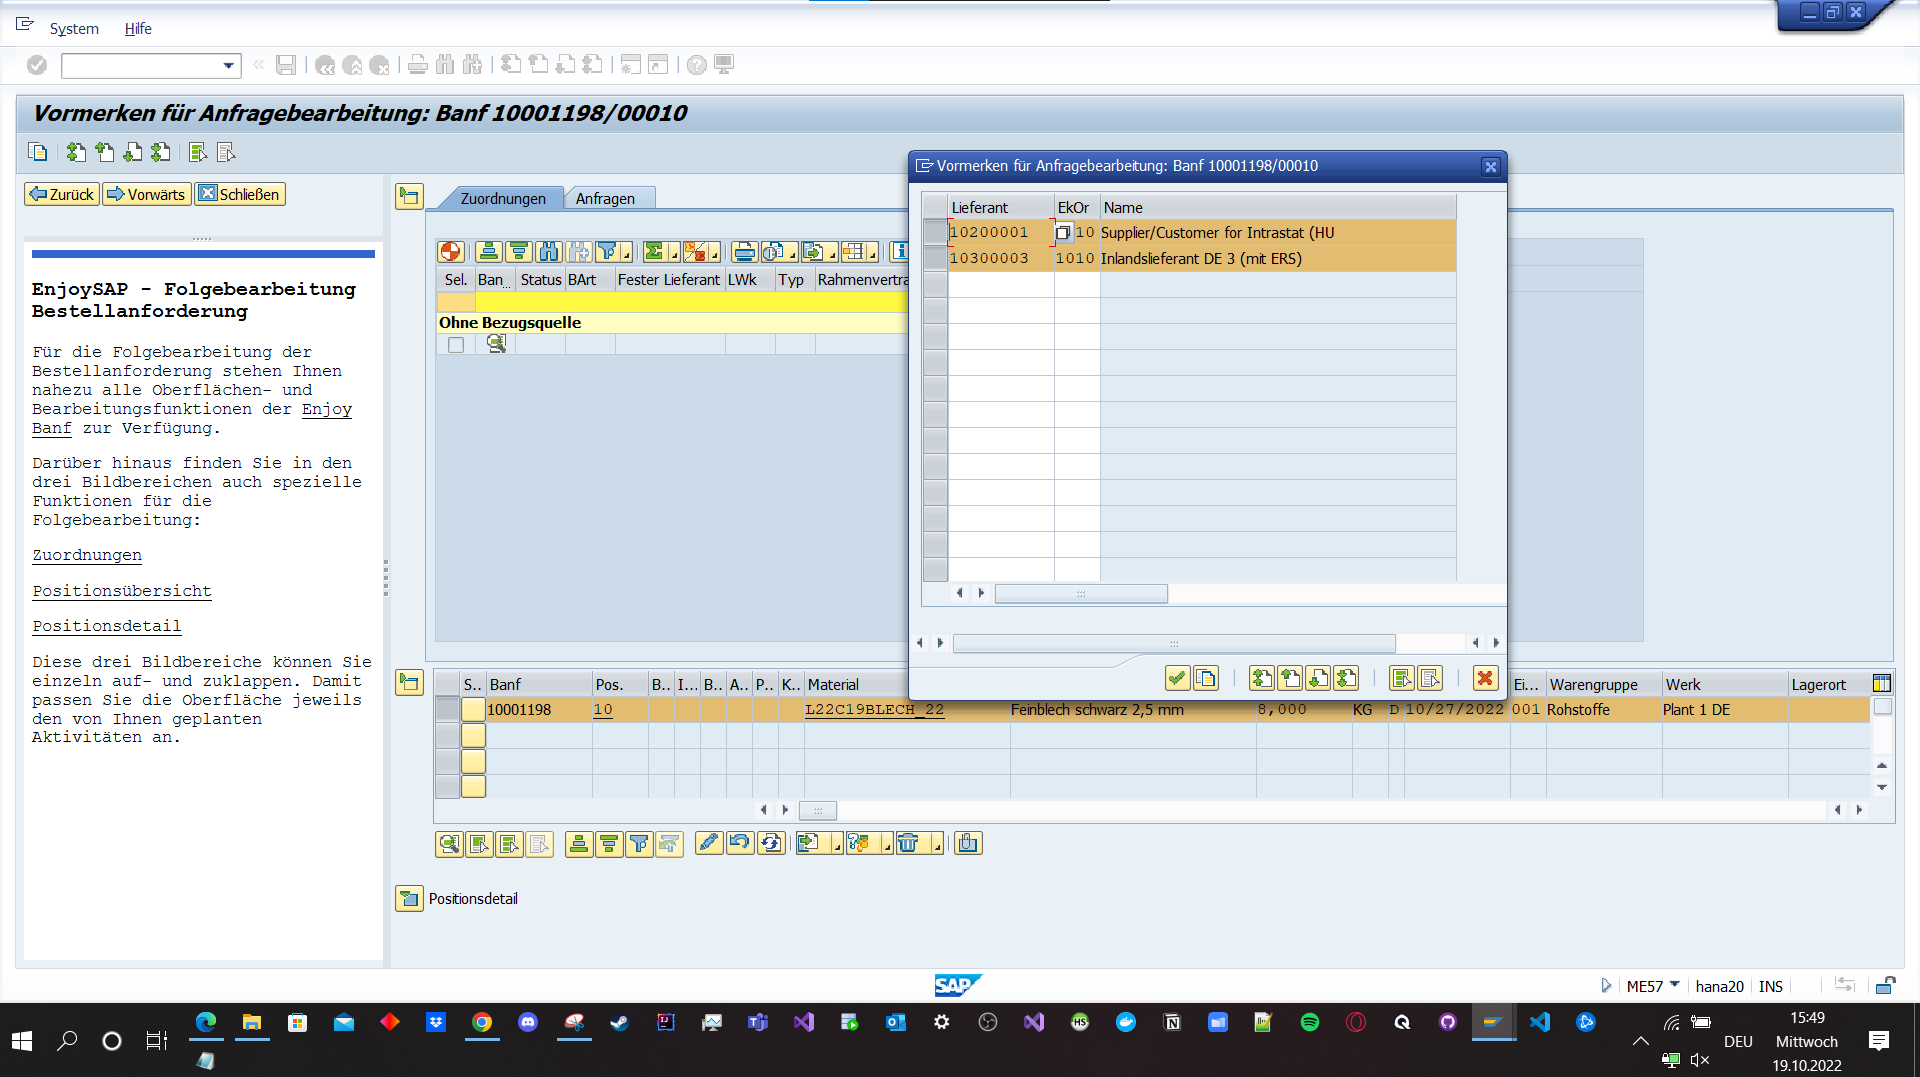 System Hilfe
Vormerken für Anfragebearbeitung: Banf 10001198/00010
Zurück Vorwärts Schließen
EnjoySAP - Folgebearbeitung
Bestellanforderung
Für die Folgebearbeitung der
Bestellanforderung stehen Ihnen
nahezu alle Oberflächen- und
Bearbeitungsfunktionen der Enjoy
Banf zur Verfügung.
Darüber hinaus finden Sie in den
drei Bildbereichen auch spezielle
Funktionen für die
Folgebearbeitung:
Zuordnungen
Positionsübersicht
Positionsdetail
Diese drei Bildbereiche können Sie
einzeln auf- und zuklappen. Damit
passen Sie die Oberfläche jeweils
den von Ihnen geplanten
Aktivitäten an.
Zuordnungen Anfragen
Sel. Ban... Status BArt Fester Lieferant LWk Typ Rahmenvertra
Ohne Bezugsquelle
Vormerken für Anfragebearbeitung: Banf 10001198/00010
Lieferant EkOr Name
10200001 10 Supplier/Customer for Intrastat (HU
10300003 1010 Inlandslieferant DE 3 (mit ERS)
S.. Banf Pos. B.. I... B.. A.. P.. K.. Material Ei... Warengruppe Werk Lagerort
10001198 10 L22C19BLECH_22 Feinblech schwarz 2,5 mm 8,000 KG D 10/27/2022 001 Rohstoffe Plant 1 DE
Positionsdetail
SAP
ME57 hana20 INS
DEU
15:49
Mittwoch
19.10.2022